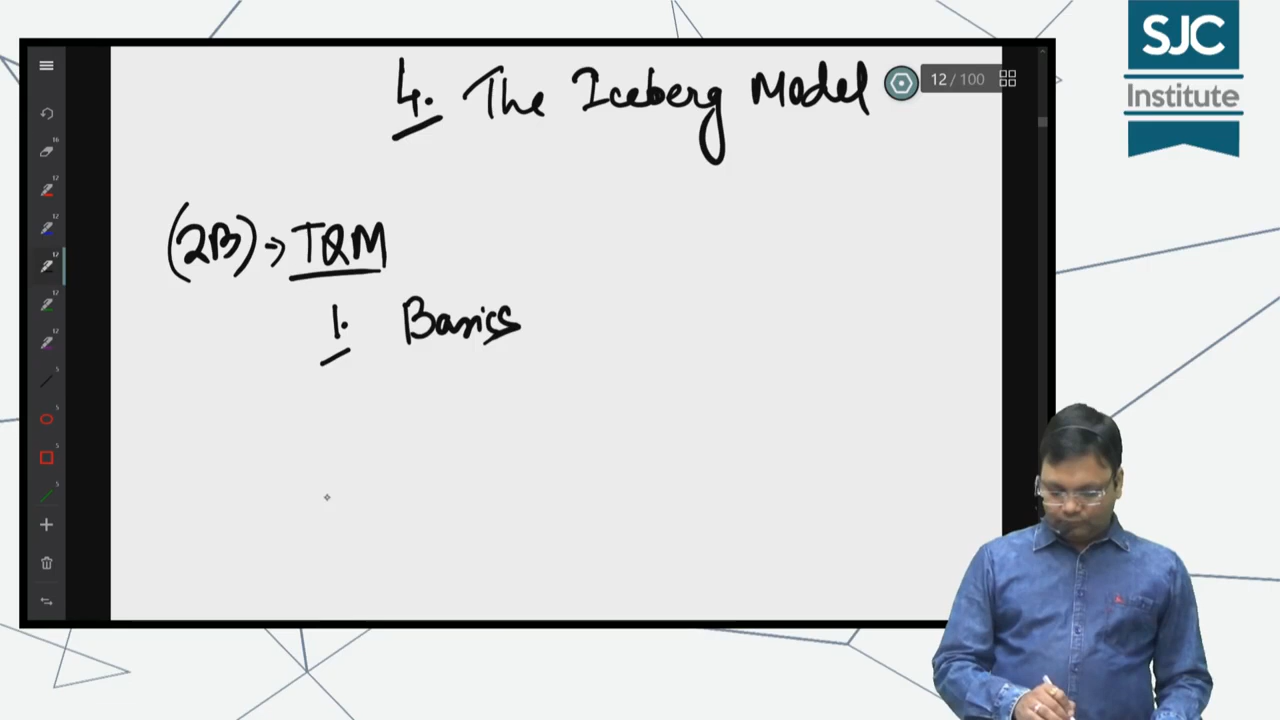 SJC
Institute
4. The Iceberg Model
12 / 100
(2B) → TQM
1. Basics